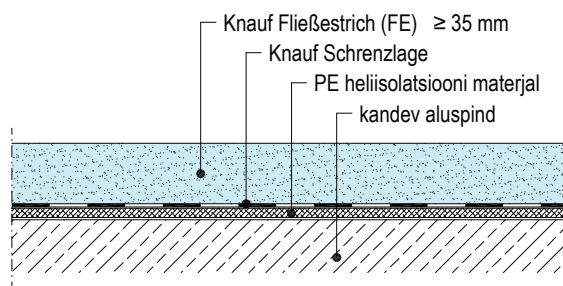 Knauf Fließestrich (FE) ≥ 35 mm
Knauf Schrenzlage
PE heliisolatsiooni materjal
kandev aluspind